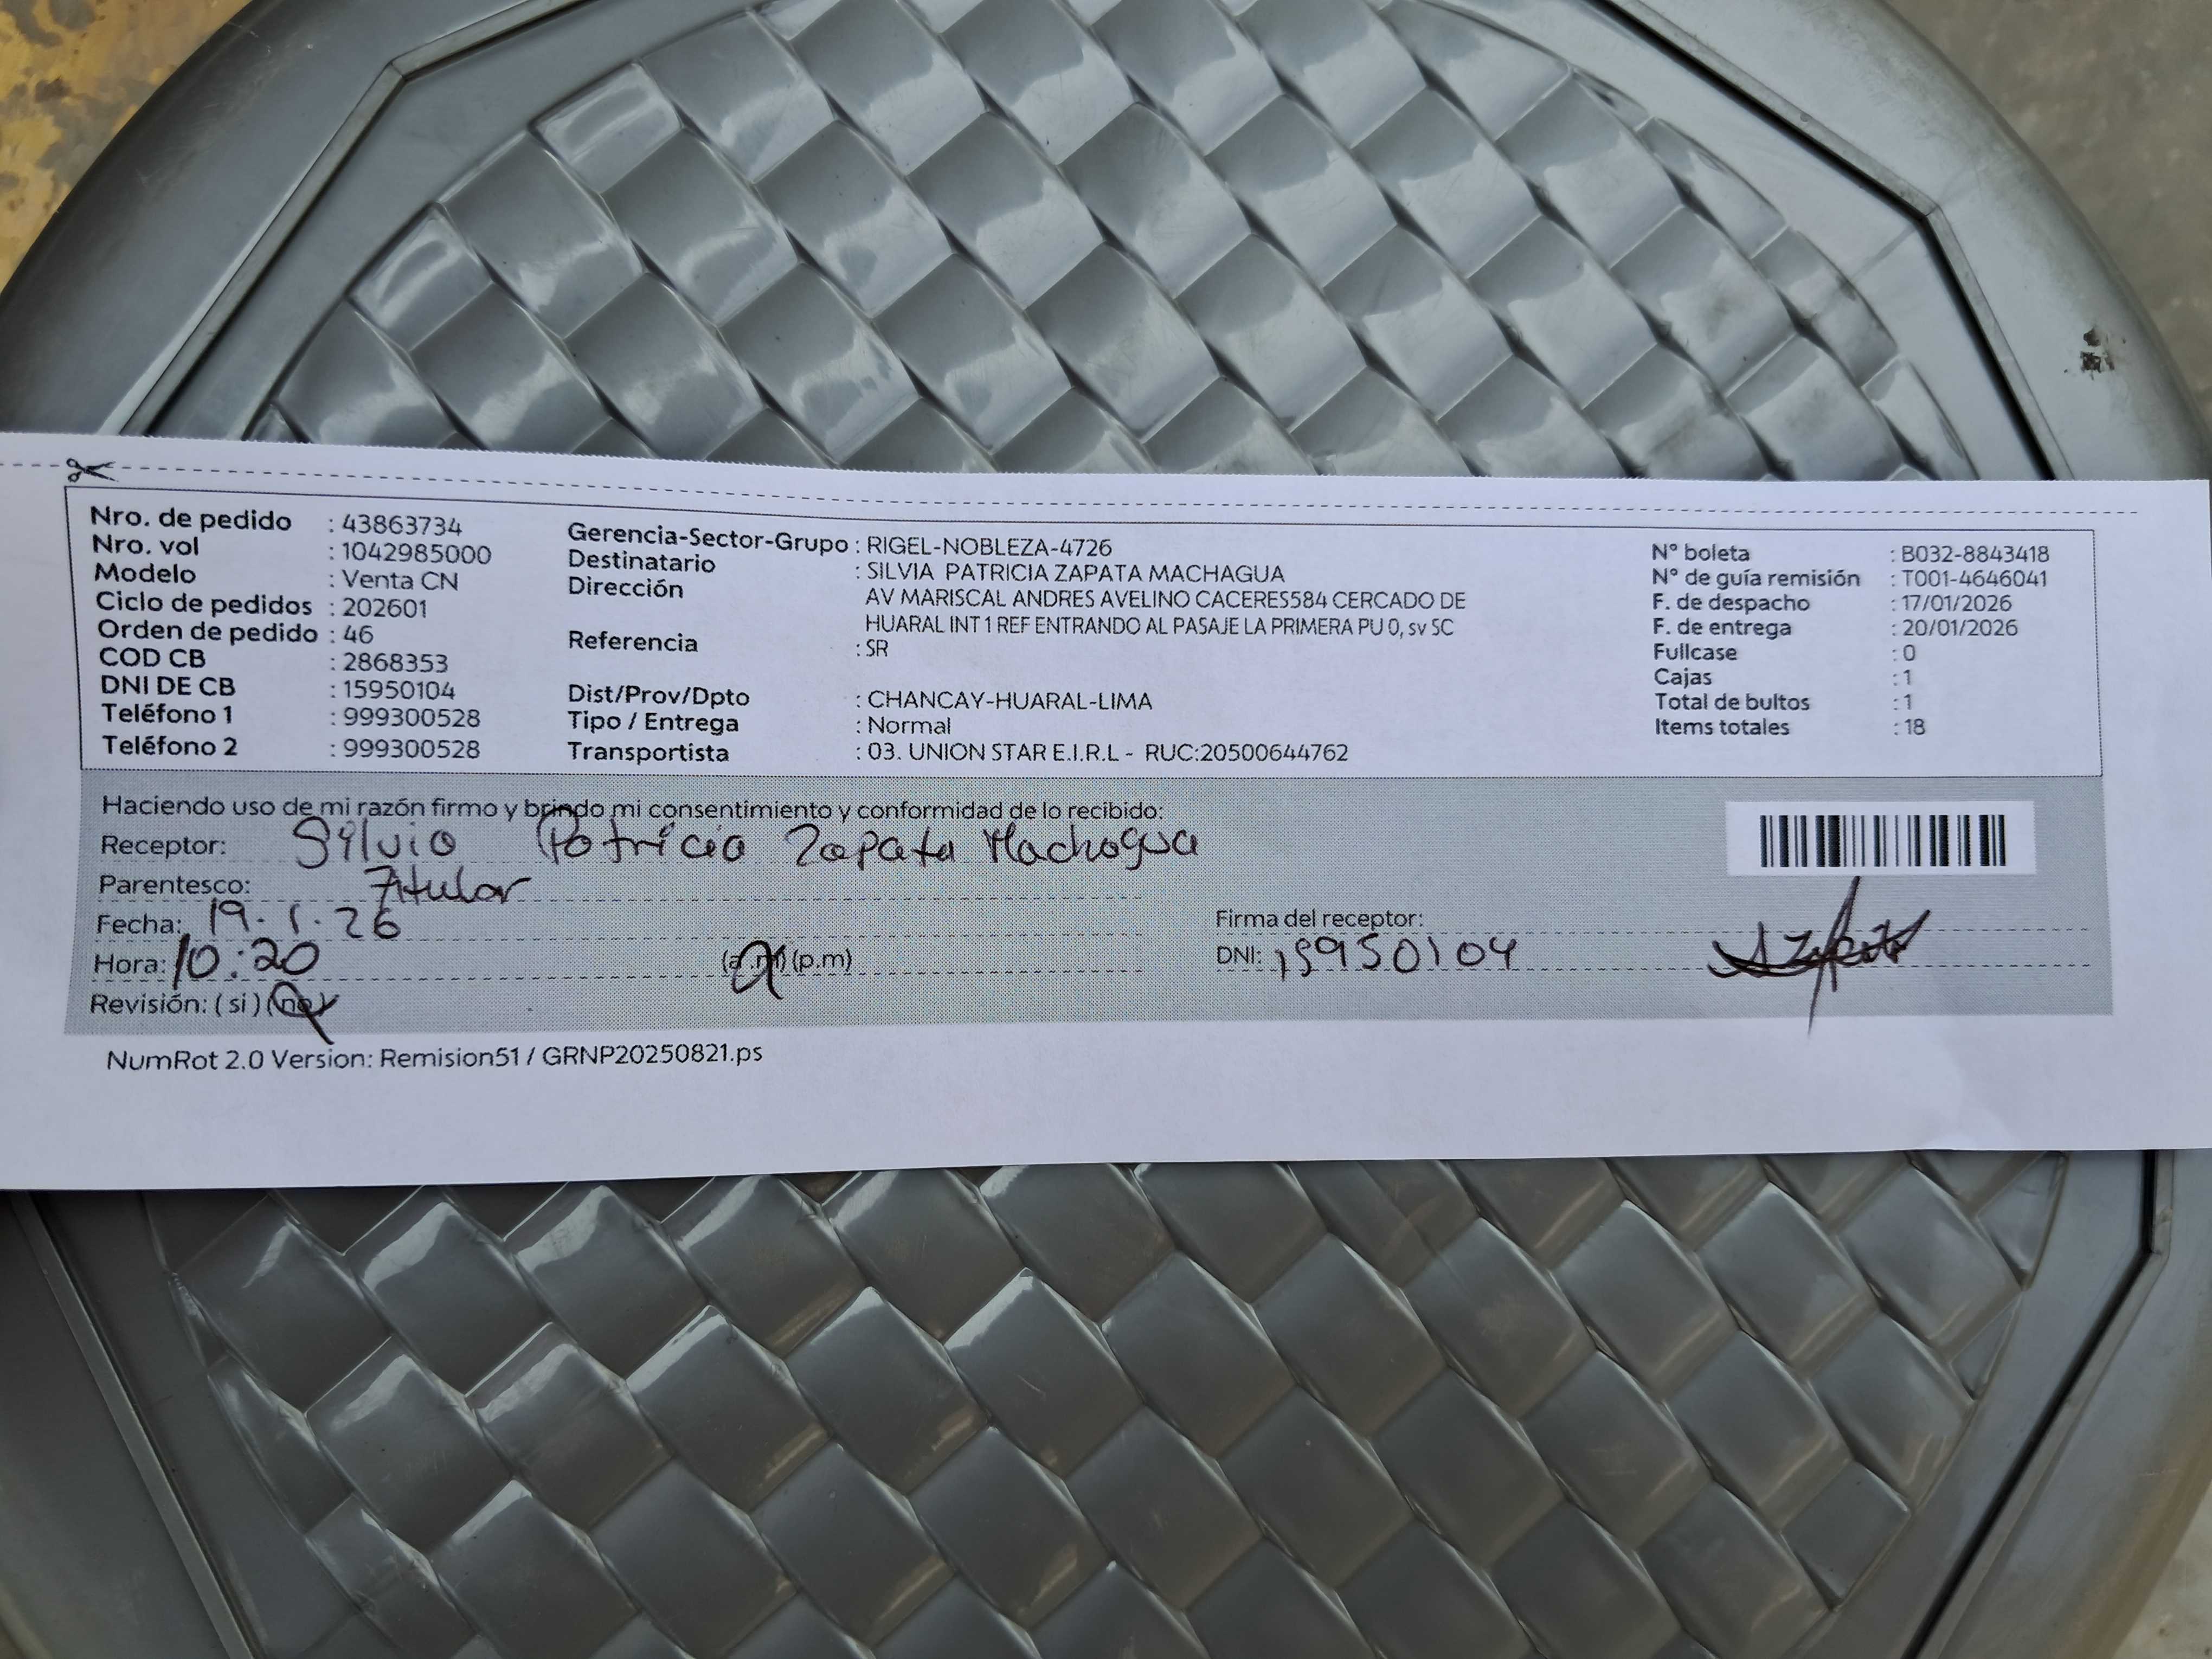 Nro. de pedido : 43863734
Nro. vol : 1042985000
Modelo : Venta CN
Ciclo de pedidos : 202601
Orden de pedido : 46
COD CB : 2868353
DNI DE CB : 15950104
Teléfono 1 : 999300528
Teléfono 2 : 999300528
Gerencia-Sector-Grupo : RIGEL-NOBLEZA-4726
Destinatario : SILVIA PATRICIA ZAPATA MACHAGUA
Dirección AV MARISCAL ANDRES AVELINO CACERES584 CERCADO DE
HUARAL INT 1 REF ENTRANDO AL PASAJE LA PRIMERA PU 0, sv SC
Referencia : SR
Dist/Prov/Dpto : CHANCAY-HUARAL-LIMA
Tipo / Entrega : Normal
Transportista : 03. UNION STAR E.I.R.L - RUC:20500644762
N° boleta : B032-8843418
N° de guía remisión : T001-4646041
F. de despacho : 17/01/2026
F. de entrega : 20/01/2026
Fullcase : 0
Cajas : 1
Total de bultos : 1
Items totales : 18
Haciendo uso de mi razón firmo y brindo mi consentimiento y conformidad de lo recibido:
Receptor: Sylvia Patricia Zapata Machagua
Parentesco: Titular
Fecha: 19.1.26
Hora: 10:20 (a.m) (p.m)
Revisión: ( si ) (no)
Firma del receptor:
DNI: 15950104 Zapata
NumRot 2.0 Version: Remision51 / GRNP20250821.ps